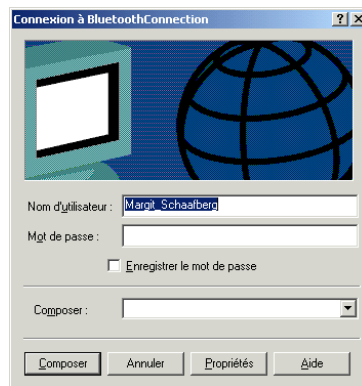 Connexion à BluetoothConnection
Nom d'utilisateur : Margit_Schaafberg
Mot de passe :
Enregistrer le mot de passe
Composer :
Composer Annuler Propriétés Aide